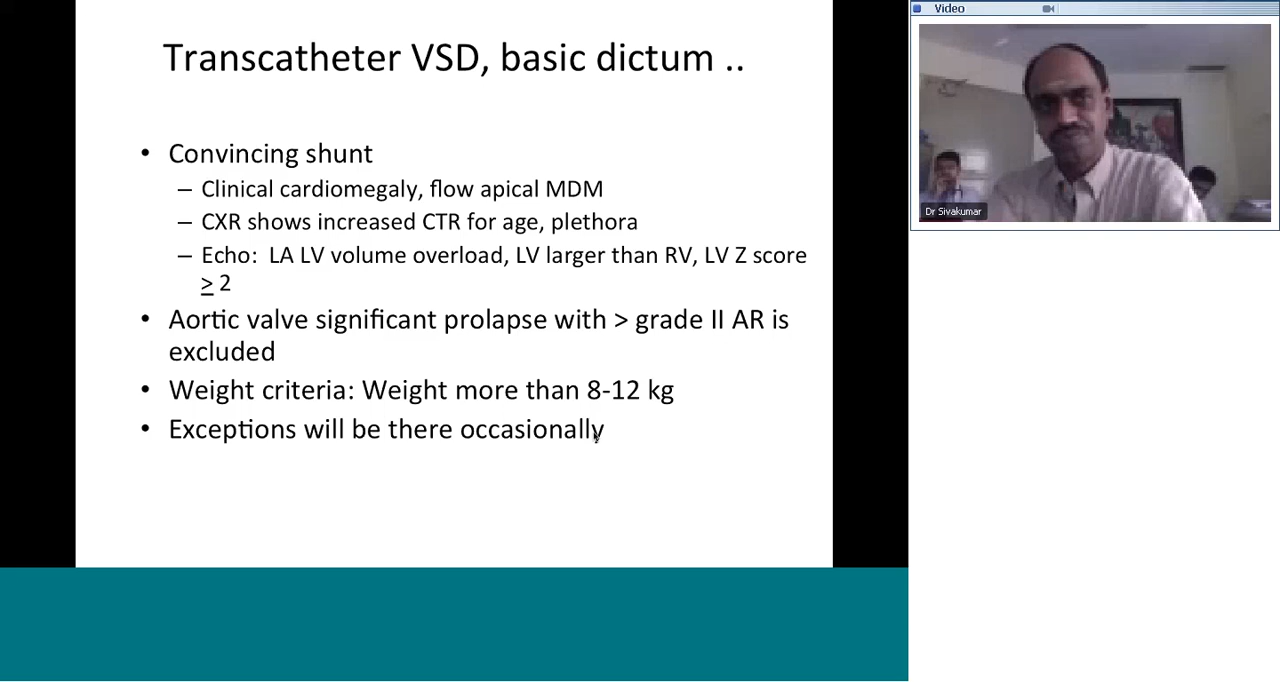 Transcatheter VSD, basic dictum ..
• Convincing shunt
– Clinical cardiomegaly, flow apical MDM
– CXR shows increased CTR for age, plethora
– Echo: LA LV volume overload, LV larger than RV, LV Z score
≥ 2
• Aortic valve significant prolapse with > grade II AR is
excluded
• Weight criteria: Weight more than 8-12 kg
• Exceptions will be there occasionally
Video
Dr Sivakumar